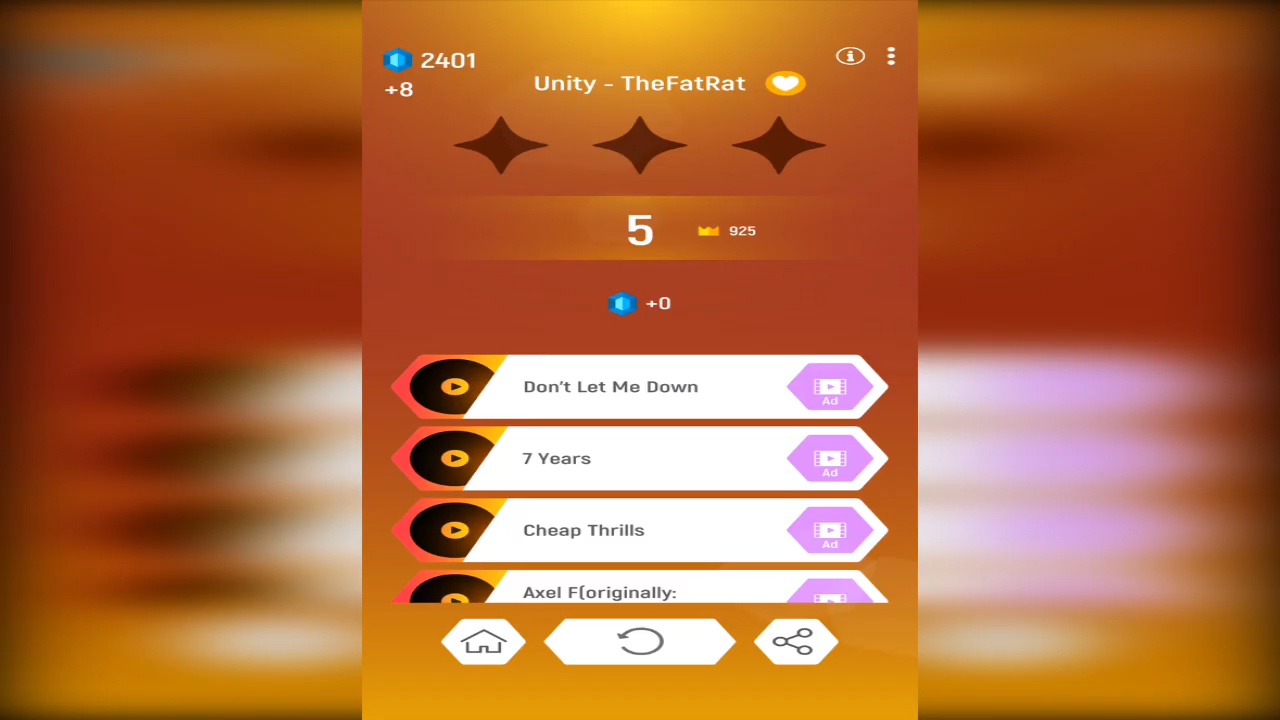 2401
+8
Unity - TheFatRat
5
925
+0
Don't Let Me Down
Ad
7 Years
Ad
Cheap Thrills
Ad
Axel F(originally: